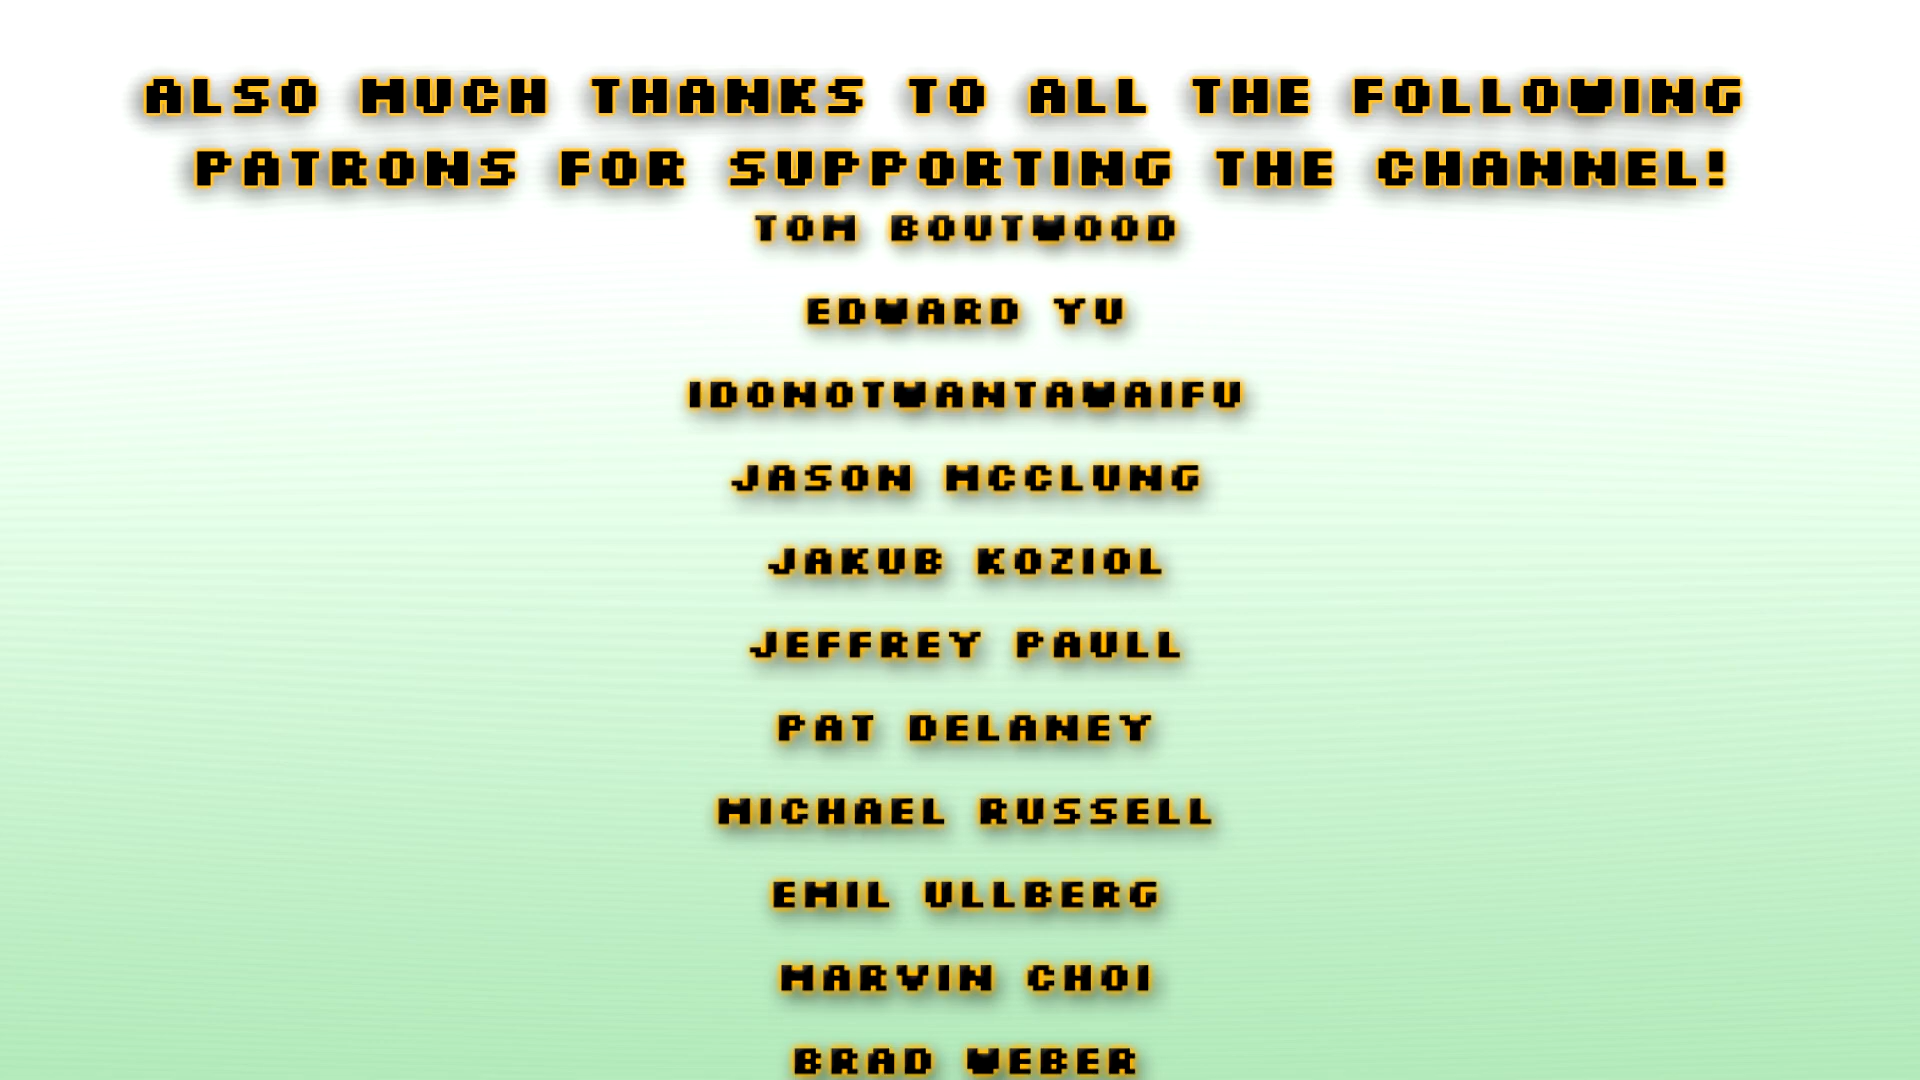 ALSO MUCH THANKS TO ALL THE FOLLOWING
PATRONS FOR SUPPORTING THE CHANNEL!
TOM BOUTWOOD
EDWARD YU
IDONOTWANTAWAIFU
JASON MCCLUNG
JAKUB KOZIOL
JEFFREY PAULL
PAT DELANEY
MICHAEL RUSSELL
EMIL ULLBERG
MARVIN CHOI
BRAD WEBER